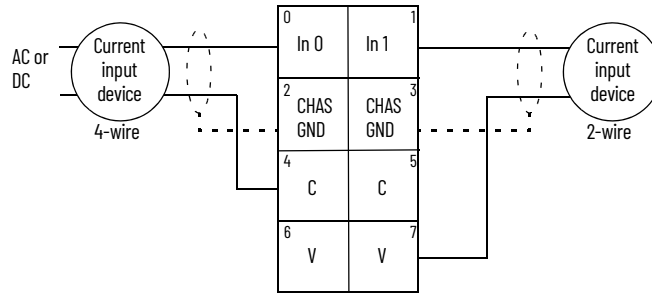 AC or
DC
Current
input
device
4-wire
0
In 0
1
In 1
2
CHAS
GND
3
CHAS
GND
4
C
5
C
6
V
7
V
Current
input
device
2-wire